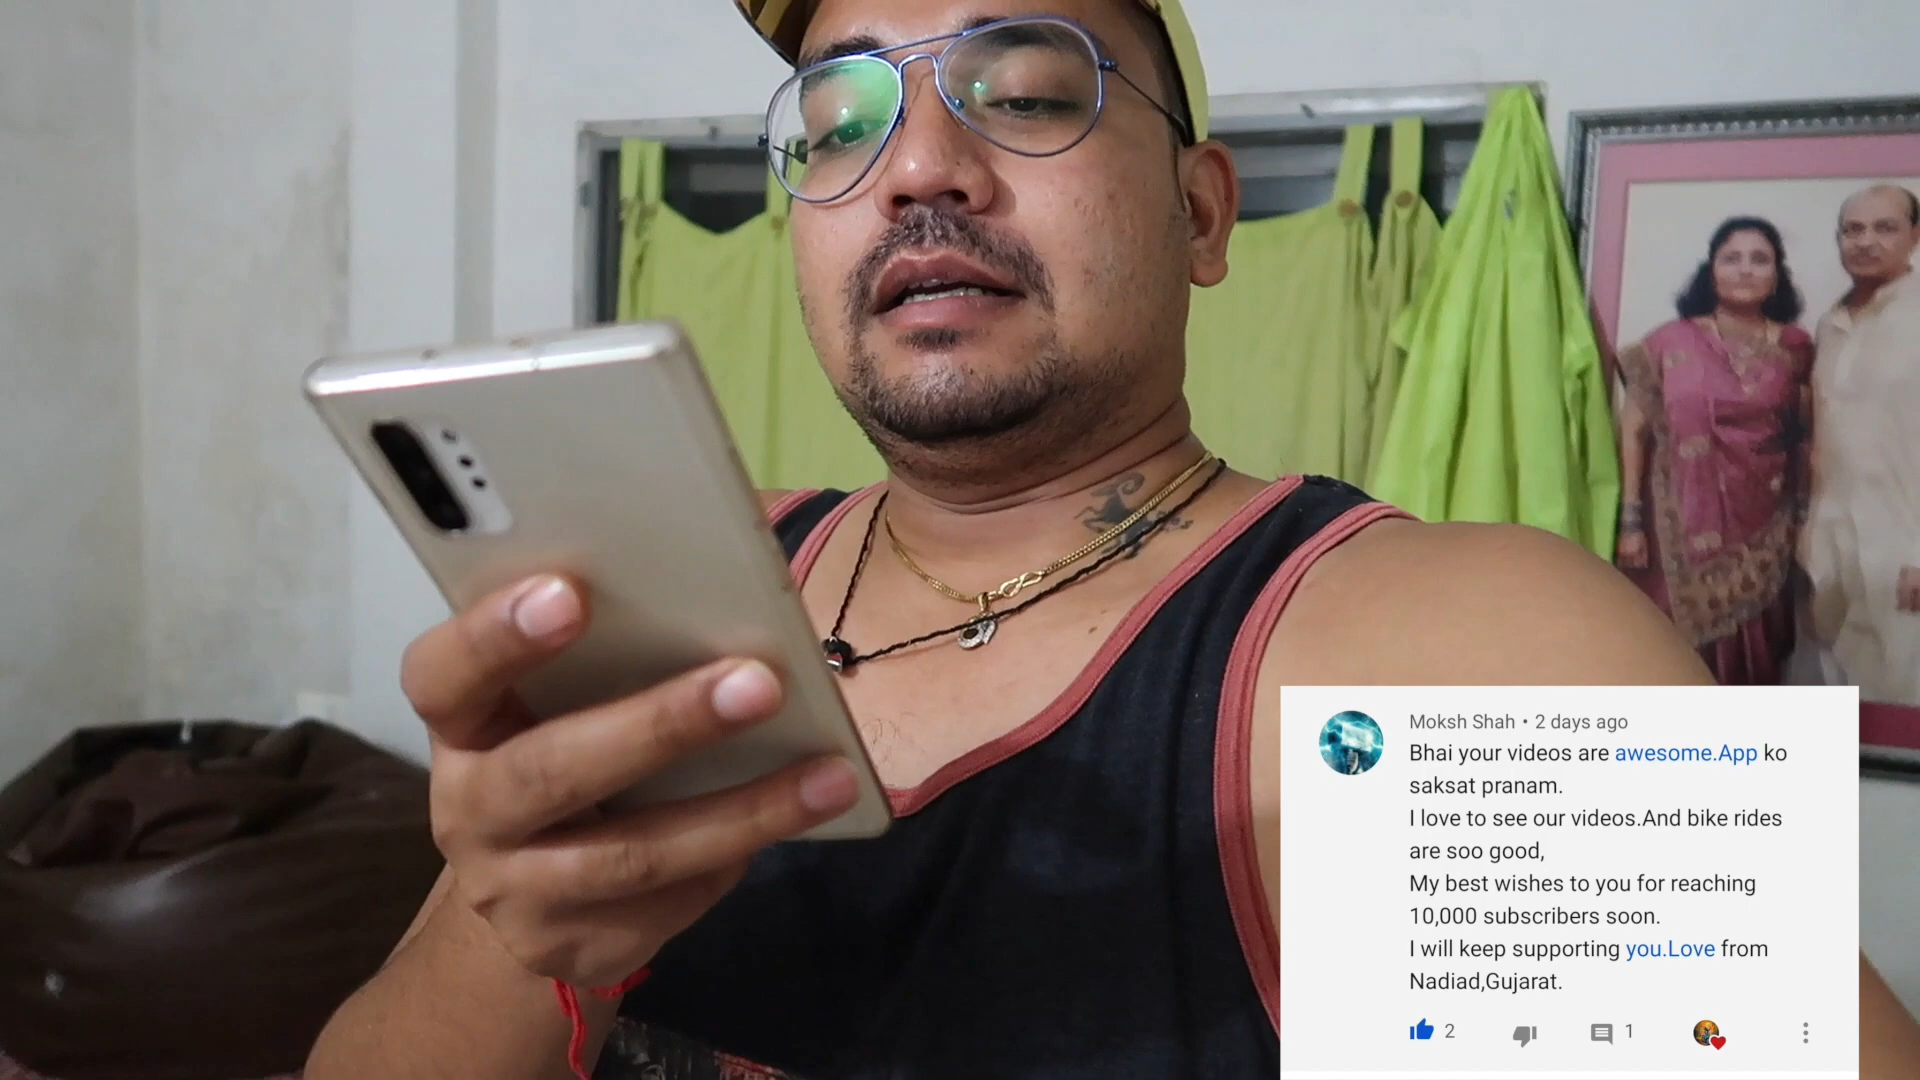 Moksh Shah • 2 days ago
Bhai your videos are awesome.App ko
saksat pranam.
I love to see our videos.And bike rides
are soo good,
My best wishes to you for reaching
10,000 subscribers soon.
I will keep supporting you.Love from
Nadiad,Gujarat.
2
1